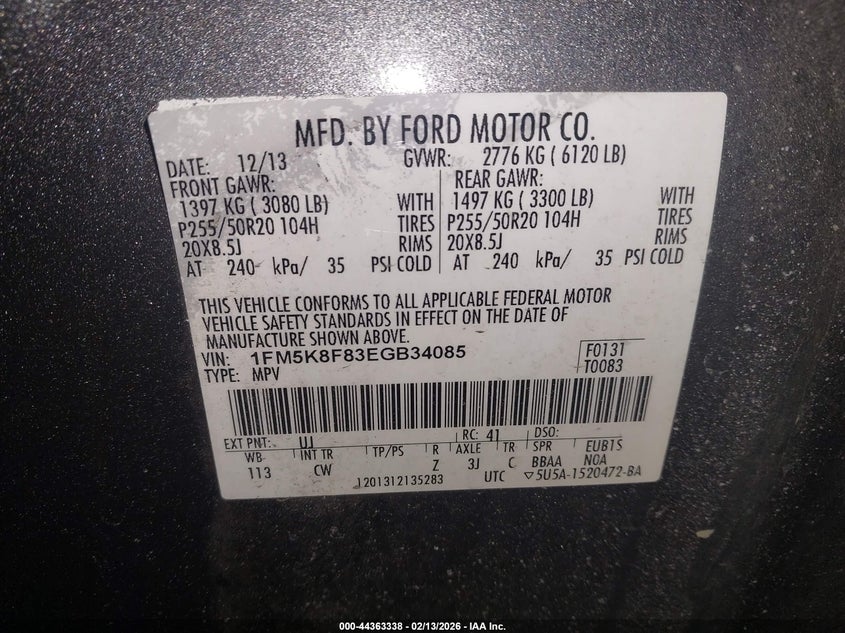 MFD. BY FORD MOTOR CO.
DATE: 12/13 GVWR: 2776 KG ( 6120 LB)
FRONT GAWR: REAR GAWR:
1397 KG ( 3080 LB) WITH 1497 KG ( 3300 LB) WITH
P255/50R20 104H TIRES P255/50R20 104H TIRES
20X8.5J RIMS 20X8.5J RIMS
AT 240 kPa/ 35 PSI COLD AT 240 kPa/ 35 PSI COLD
THIS VEHICLE CONFORMS TO ALL APPLICABLE FEDERAL MOTOR
VEHICLE SAFETY STANDARDS IN EFFECT ON THE DATE OF
MANUFACTURE SHOWN ABOVE.
VIN: 1FM5K8F83EGB34085 F0131
TYPE: MPV T0083
EXT PNT: UJ RC: 41 DSO:
WB INT TR TP/PS R AXLE TR SPR EUB1S
113 CW Z 3J C BBAA NOA
1201312135283 UTC ▽5U5A-1520472-BA
000-44363338 - 02/13/2026 - IAA Inc.